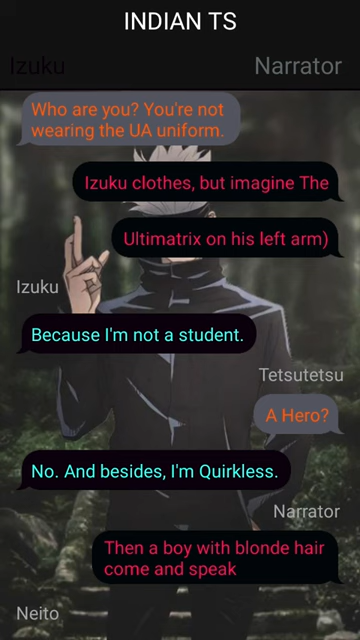 INDIAN TS
Izuku
Narrator
Who are you? You're not
wearing the UA uniform.
Izuku clothes, but imagine The
Ultimatrix on his left arm)
Izuku
Because I'm not a student.
Tetsutetsu
A Hero?
No. And besides, I'm Quirkless.
Narrator
Then a boy with blonde hair
come and speak
Neito